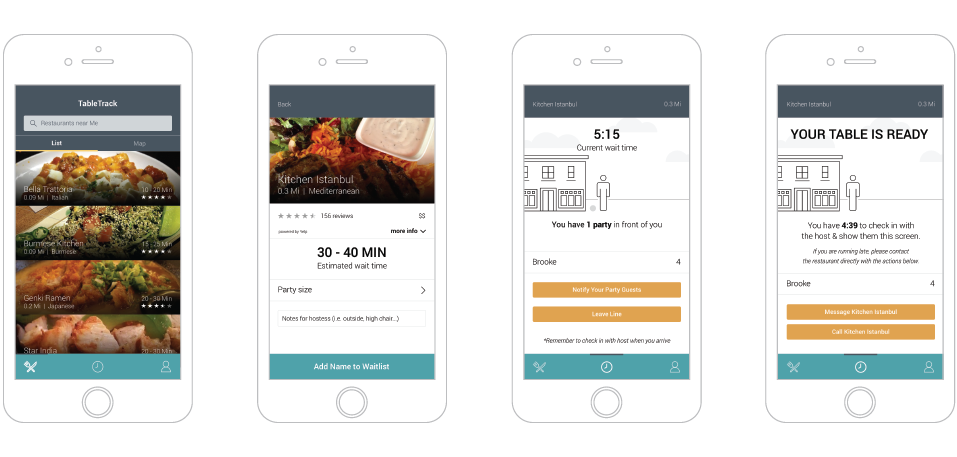 TableTrack
Restaurants near Me
List Map
Bella Trattoria 10 - 20 Min
0.09 Mi | Italian
Burmese Kitchen 15 - 25 Min
0.09 Mi | Burmese
Genki Ramen 20 - 30 Min
0.2 Mi | Japanese
Star India 20 - 30 Min
Back
Kitchen Istanbul
0.3 Mi | Mediterranean
156 reviews $$
powered by Yelp more info
30 - 40 MIN
Estimated wait time
Party size
Notes for hostess (i.e. outside, high chair...)
Add Name to Waitlist
Kitchen Istanbul 0.3 Mi
5:15
Current wait time
You have 1 party in front of you
Brooke 4
Notify Your Party Guests
Leave Line
*Remember to check in with host when you arrive
Kitchen Istanbul 0.3 Mi
YOUR TABLE IS READY
You have 4:39 to check in with
the host & show them this screen.
If you are running late, please contact
the restaurant directly with the actions below.
Brooke 4
Message Kitchen Istanbul
Call Kitchen Istanbul